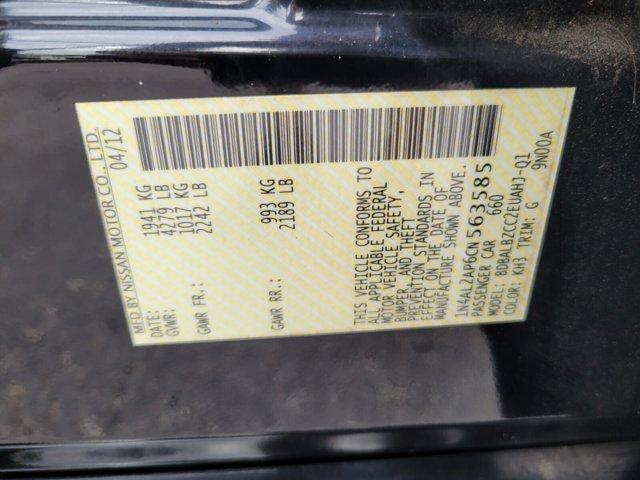 MFD BY NISSAN MOTOR CO., LTD.
DATE: 04/12
GVWR: 1941 KG
4279 LB
GAWR FR.: 1017 KG
2242 LB
GAWR RR.: 993 KG
2189 LB
THIS VEHICLE CONFORMS TO
ALL APPLICABLE FEDERAL
MOTOR VEHICLE SAFETY,
BUMPER, AND THEFT
PREVENTION STANDARDS IN
EFFECT ON THE DATE OF
MANUFACTURE SHOWN ABOVE.
1N4AL2AP6CN563585
PASSENGER CAR 660
MODEL: BDBALBZCC2EUAHJ-Q1
COLOR: KH3 TRIM: G 9N00A